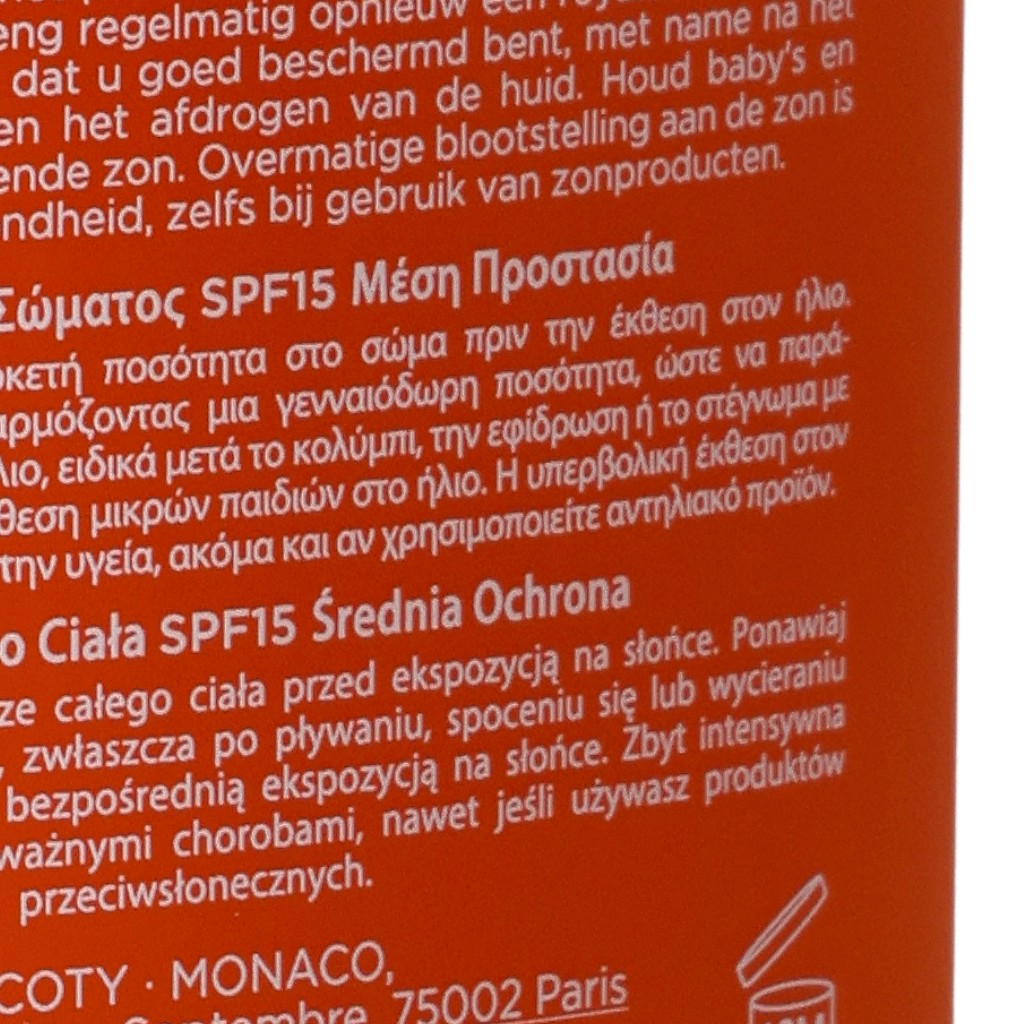 eng regelmatig opnieuw een
dat u goed beschermd bent, met name na het
en het afdrogen van de huid. Houd baby's en
ende zon. Overmatige blootstelling aan de zon is
ndheid, zelfs bij gebruik van zonproducten.
Σώματος SPF15 Μέση Προστασία
ρκετή ποσότητα στο σώμα πριν την έκθεση στον ήλιο.
αρμόζοντας μια γενναιόδωρη ποσότητα, ώστε να παρά-
λιο, ειδικά μετά το κολύμπι, την εφίδρωση ή το στέγνωμα με
θεση μικρών παιδιών στο ήλιο. Η υπερβολική έκθεση στον
την υγεία, ακόμα και αν χρησιμοποιείτε αντηλιακό προϊόν.
o Ciała SPF15 Średnia Ochrona
ze całego ciała przed ekspozycją na słońce. Ponawiaj
, zwłaszcza po pływaniu, spoceniu się lub wycieraniu
bezpośrednią ekspozycją na słońce. Zbyt intensywna
ważnymi chorobami, nawet jeśli używasz produktów
przeciwsłonecznych.
COTY · MONACO,
Septembre, 75002 Paris